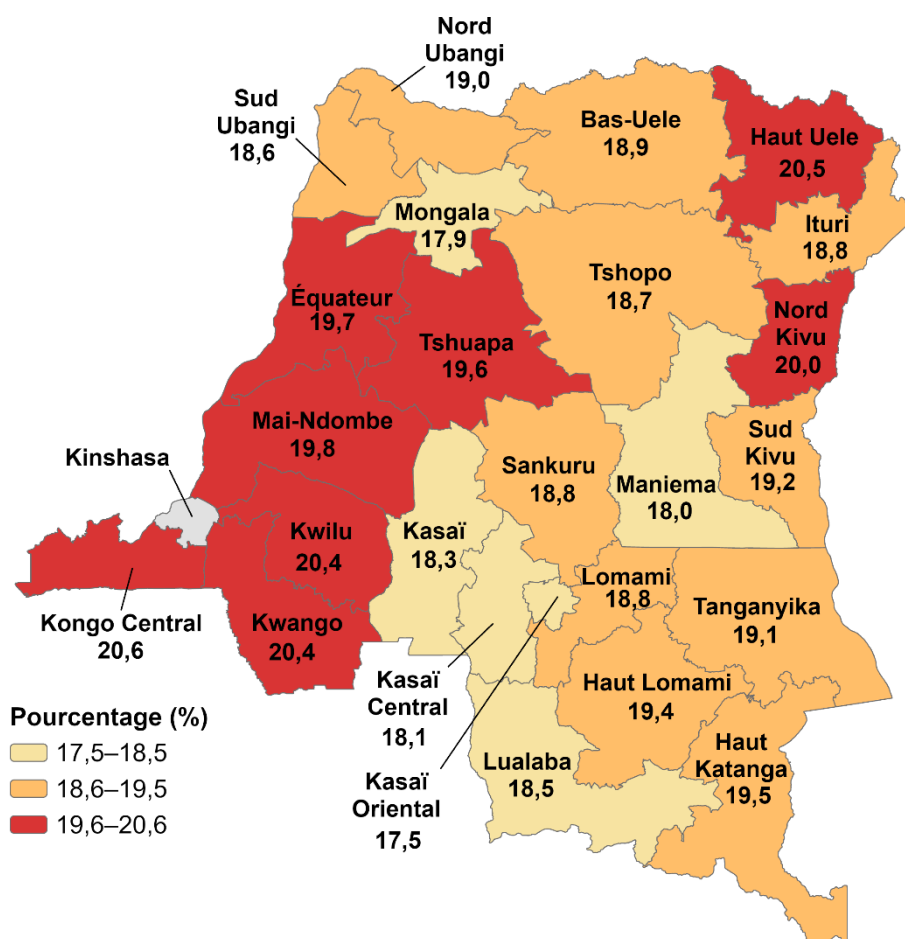 Nord
Ubangi
19,0
Sud
Ubangi
18,6
Bas-Uele
18,9
Haut Uele
20,5
Mongala
17,9
Ituri
18,8
Tshopo
18,7
Équateur
19,7
Nord
Kivu
20,0
Tshuapa
19,6
Mai-Ndombe
19,8
Sud
Kivu
19,2
Kinshasa
Sankuru
18,8
Maniema
18,0
Kwilu
20,4
Kasaï
18,3
Lomami
18,8
Tanganyika
19,1
Kongo Central
20,6
Kwango
20,4
Kasaï
Central
18,1
Haut Lomami
19,4
Pourcentage (%)
17,5–18,5
18,6–19,5
19,6–20,6
Lualaba
18,5
Haut
Katanga
19,5
Kasaï
Oriental
17,5